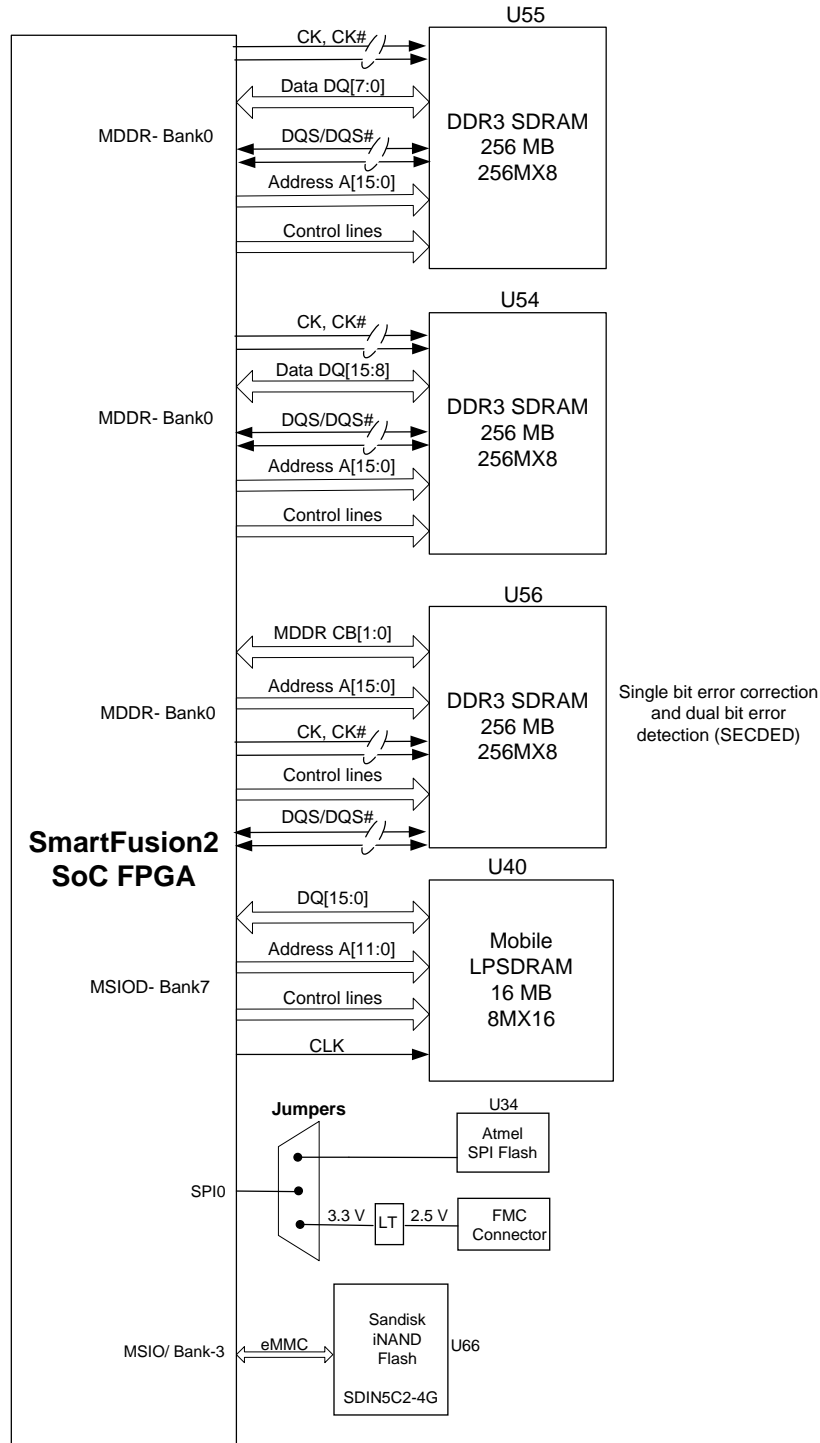 U55
CK, CK#
Data DQ[7:0]
MDDR- Bank0
DQS/DQS#
Address A[15:0]
Control lines
DDR3 SDRAM
256 MB
256MX8
U54
CK, CK#
Data DQ[15:8]
MDDR- Bank0
DQS/DQS#
Address A[15:0]
Control lines
DDR3 SDRAM
256 MB
256MX8
U56
MDDR CB[1:0]
Address A[15:0]
MDDR- Bank0
CK, CK#
Control lines
DQS/DQS#
DDR3 SDRAM
256 MB
256MX8
Single bit error correction
and dual bit error
detection (SECDED)
SmartFusion2
SoC FPGA
U40
DQ[15:0]
Address A[11:0]
MSIOD- Bank7
Control lines
CLK
Mobile
LPSDRAM
16 MB
8MX16
Jumpers
U34
Atmel
SPI Flash
SPI0
3.3 V
LT
2.5 V
FMC
Connector
MSIO/ Bank-3
eMMC
Sandisk
iNAND
Flash
SDIN5C2-4G
U66